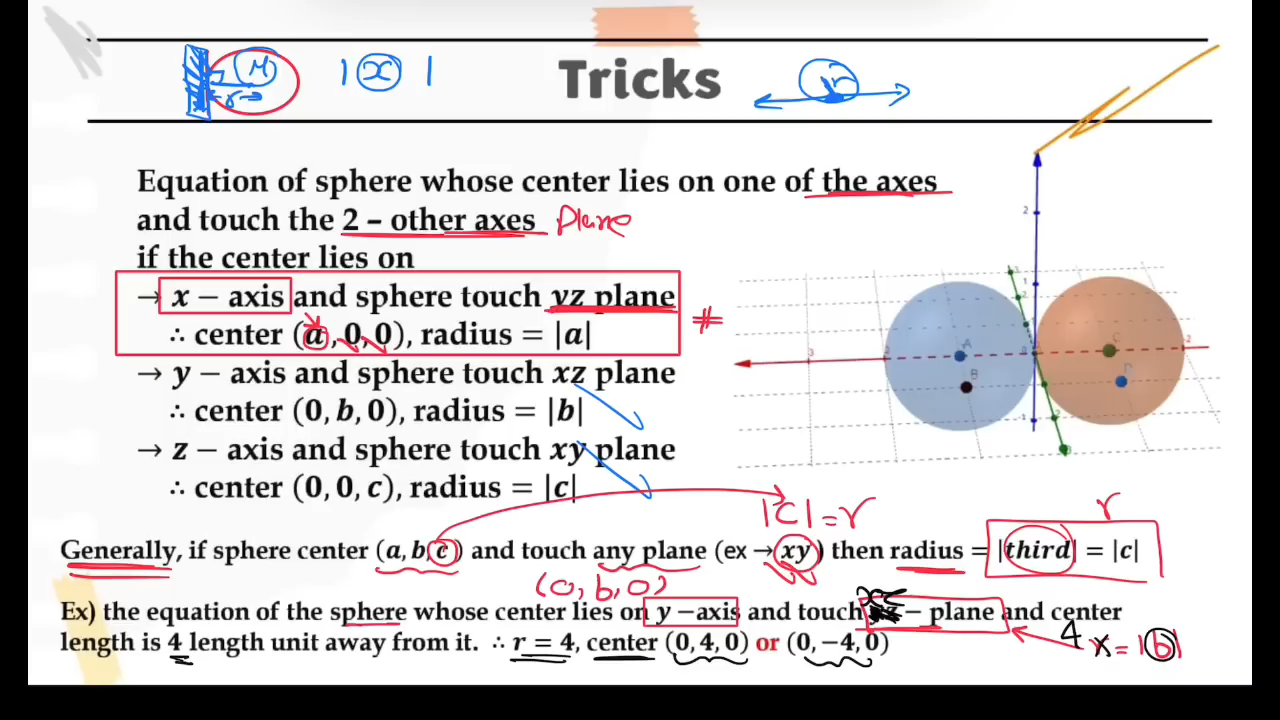 M r | x |
Tricks
Equation of sphere whose center lies on one of the axes
and touch the 2 – other axes plane
if the center lies on
→ x − axis and sphere touch yz plane
∴ center (a, 0, 0), radius = |a|
→ y − axis and sphere touch xz plane
∴ center (0, b, 0), radius = |b|
→ z − axis and sphere touch xy plane
∴ center (0, 0, c), radius = |c|
|c| = r r
Generally, if sphere center (a, b, c) and touch any plane (ex → xy) then radius = |third| = |c|
(0, b, 0)
Ex) the equation of the sphere whose center lies on y −axis and touch − plane and center
length is 4 length unit away from it. ∴ r = 4, center (0, 4, 0) or (0, −4, 0) 4 = |b|